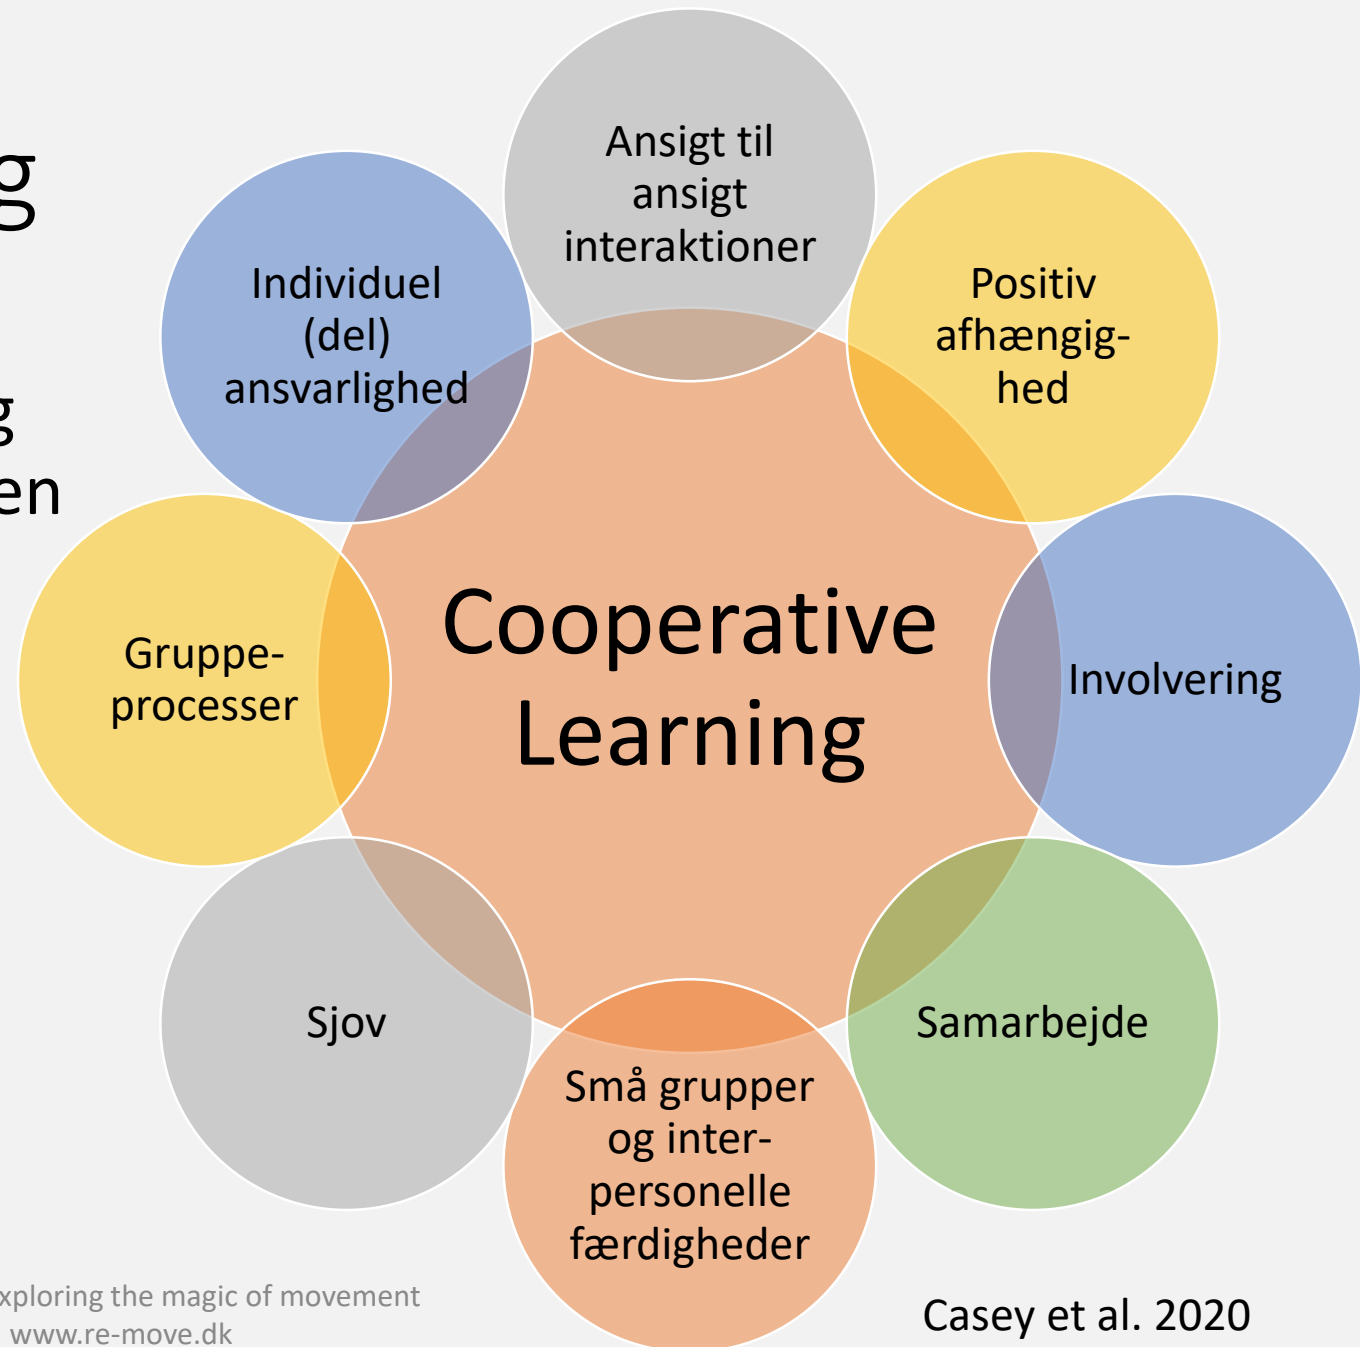 g
g
en
Ansigt til
ansigt
interaktioner
Positiv
afhængig-
hed
Involvering
Samarbejde
Små grupper
og inter-
personelle
færdigheder
Sjov
Gruppe-
processer
Individuel
(del)
ansvarlighed
Cooperative
Learning
xploring the magic of movement
www.re-move.dk
Casey et al. 2020